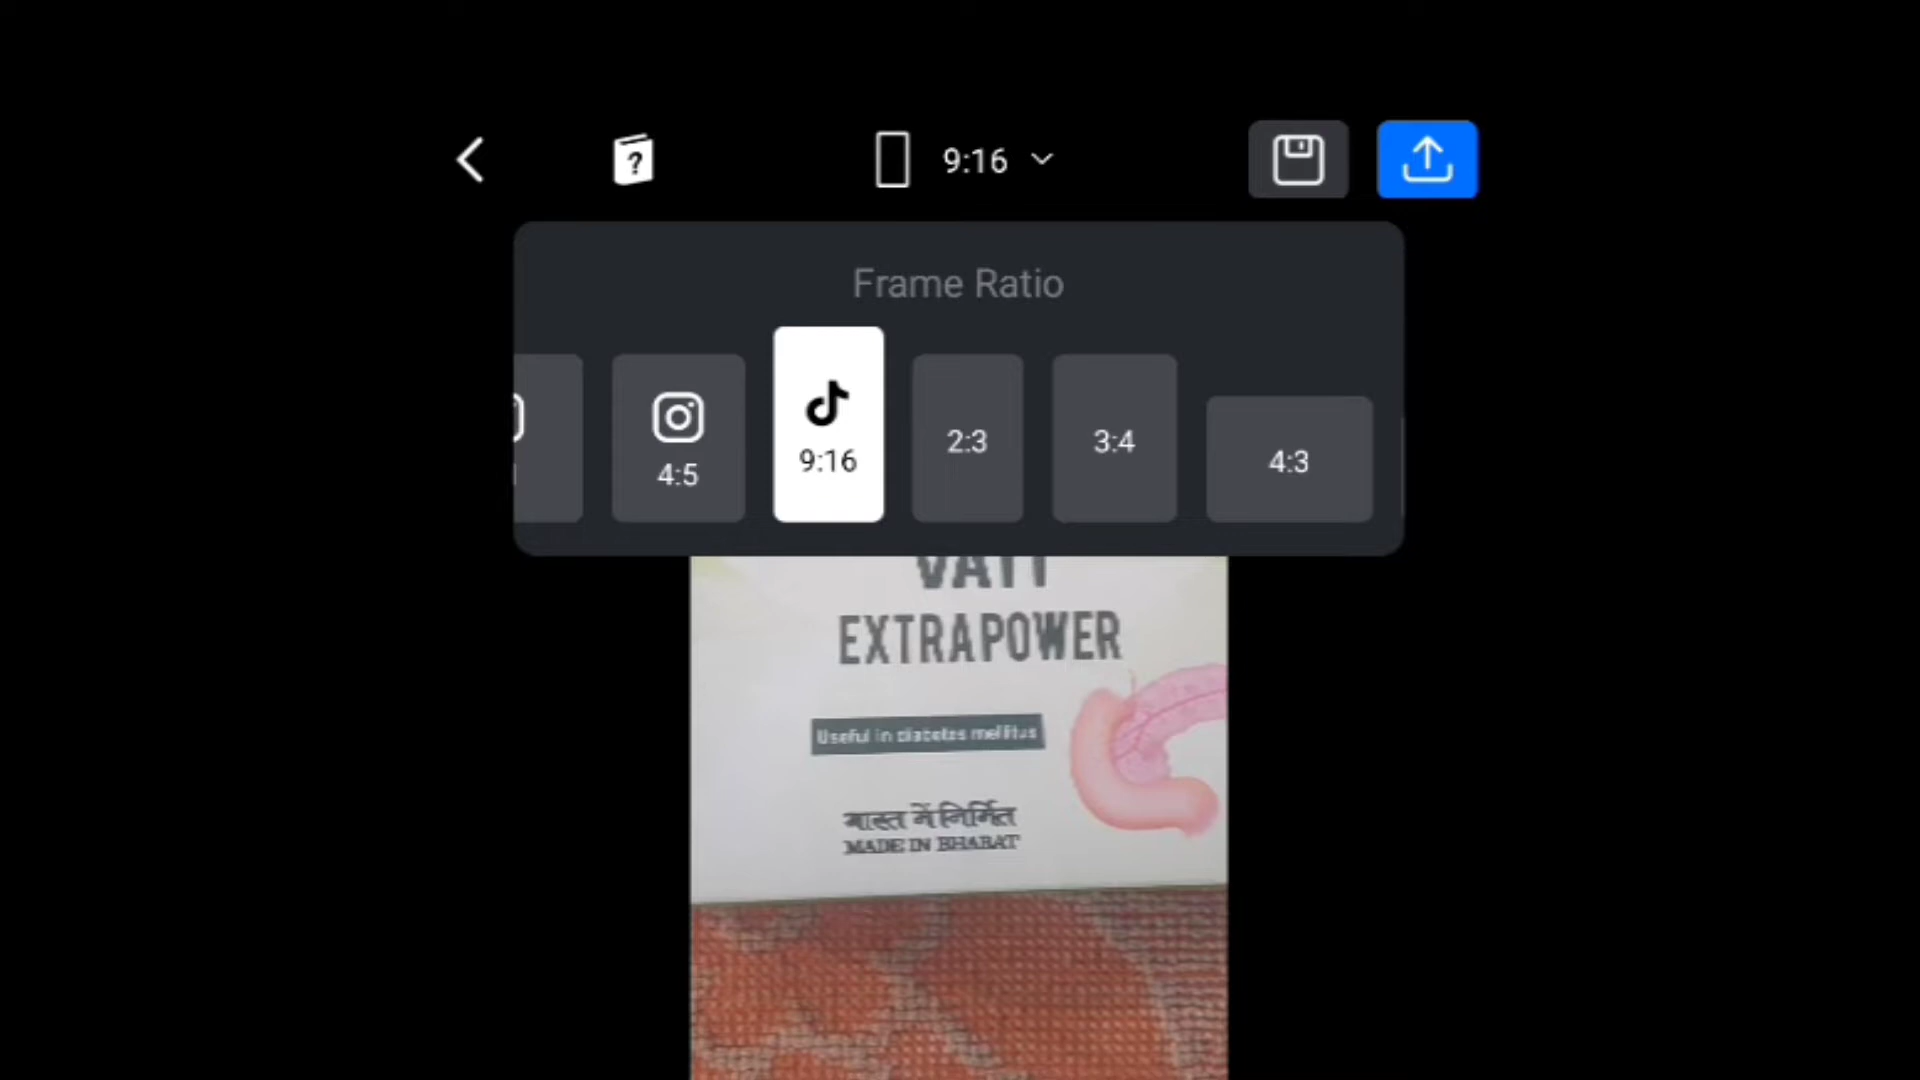 9:16
Frame Ratio
4:5
9:16
2:3
3:4
4:3
VATI
EXTRAPOWER
Useful in diabetes mellitus
भारत में निर्मित
MADE IN BHARAT